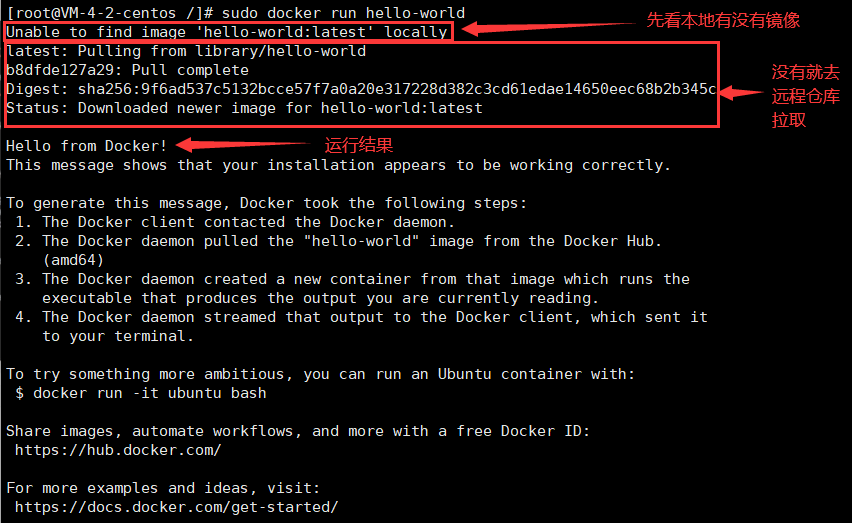 [root@VM-4-2-centos /]# sudo docker run hello-world
Unable to find image 'hello-world:latest' locally
先看本地有没有镜像
latest: Pulling from library/hello-world
b8dfde127a29: Pull complete
Digest: sha256:9f6ad537c5132bcce57f7a0a20e317228d382c3cd61edae14650eec68b2b345c
Status: Downloaded newer image for hello-world:latest
没有就去
远程仓库
拉取
Hello from Docker!
运行结果
This message shows that your installation appears to be working correctly.
To generate this message, Docker took the following steps:
1. The Docker client contacted the Docker daemon.
2. The Docker daemon pulled the "hello-world" image from the Docker Hub.
(amd64)
3. The Docker daemon created a new container from that image which runs the
executable that produces the output you are currently reading.
4. The Docker daemon streamed that output to the Docker client, which sent it
to your terminal.
To try something more ambitious, you can run an Ubuntu container with:
$ docker run -it ubuntu bash
Share images, automate workflows, and more with a free Docker ID:
https://hub.docker.com/
For more examples and ideas, visit:
https://docs.docker.com/get-started/